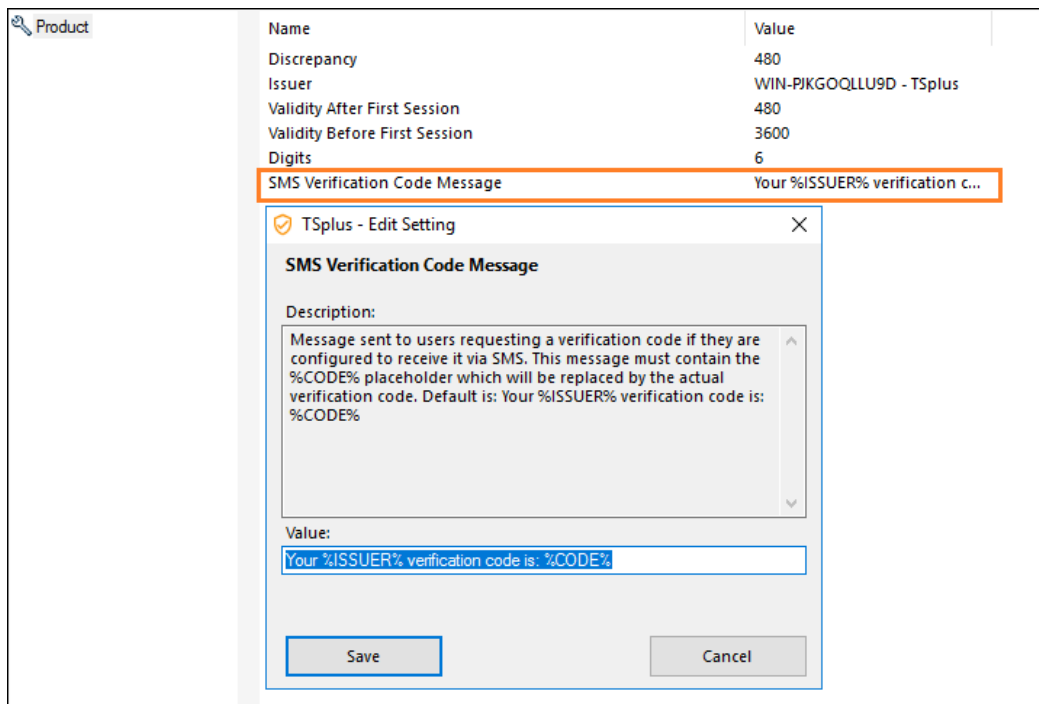 Product
Name Value
Discrepancy 480
Issuer WIN-PJKGOQLLU9D - TSplus
Validity After First Session 480
Validity Before First Session 3600
Digits 6
SMS Verification Code Message Your %ISSUER% verification c...
TSplus - Edit Setting
SMS Verification Code Message
Description:
Message sent to users requesting a verification code if they are
configured to receive it via SMS. This message must contain the
%CODE% placeholder which will be replaced by the actual
verification code. Default is: Your %ISSUER% verification code is:
%CODE%
Value:
Your %ISSUER% verification code is: %CODE%
Save Cancel